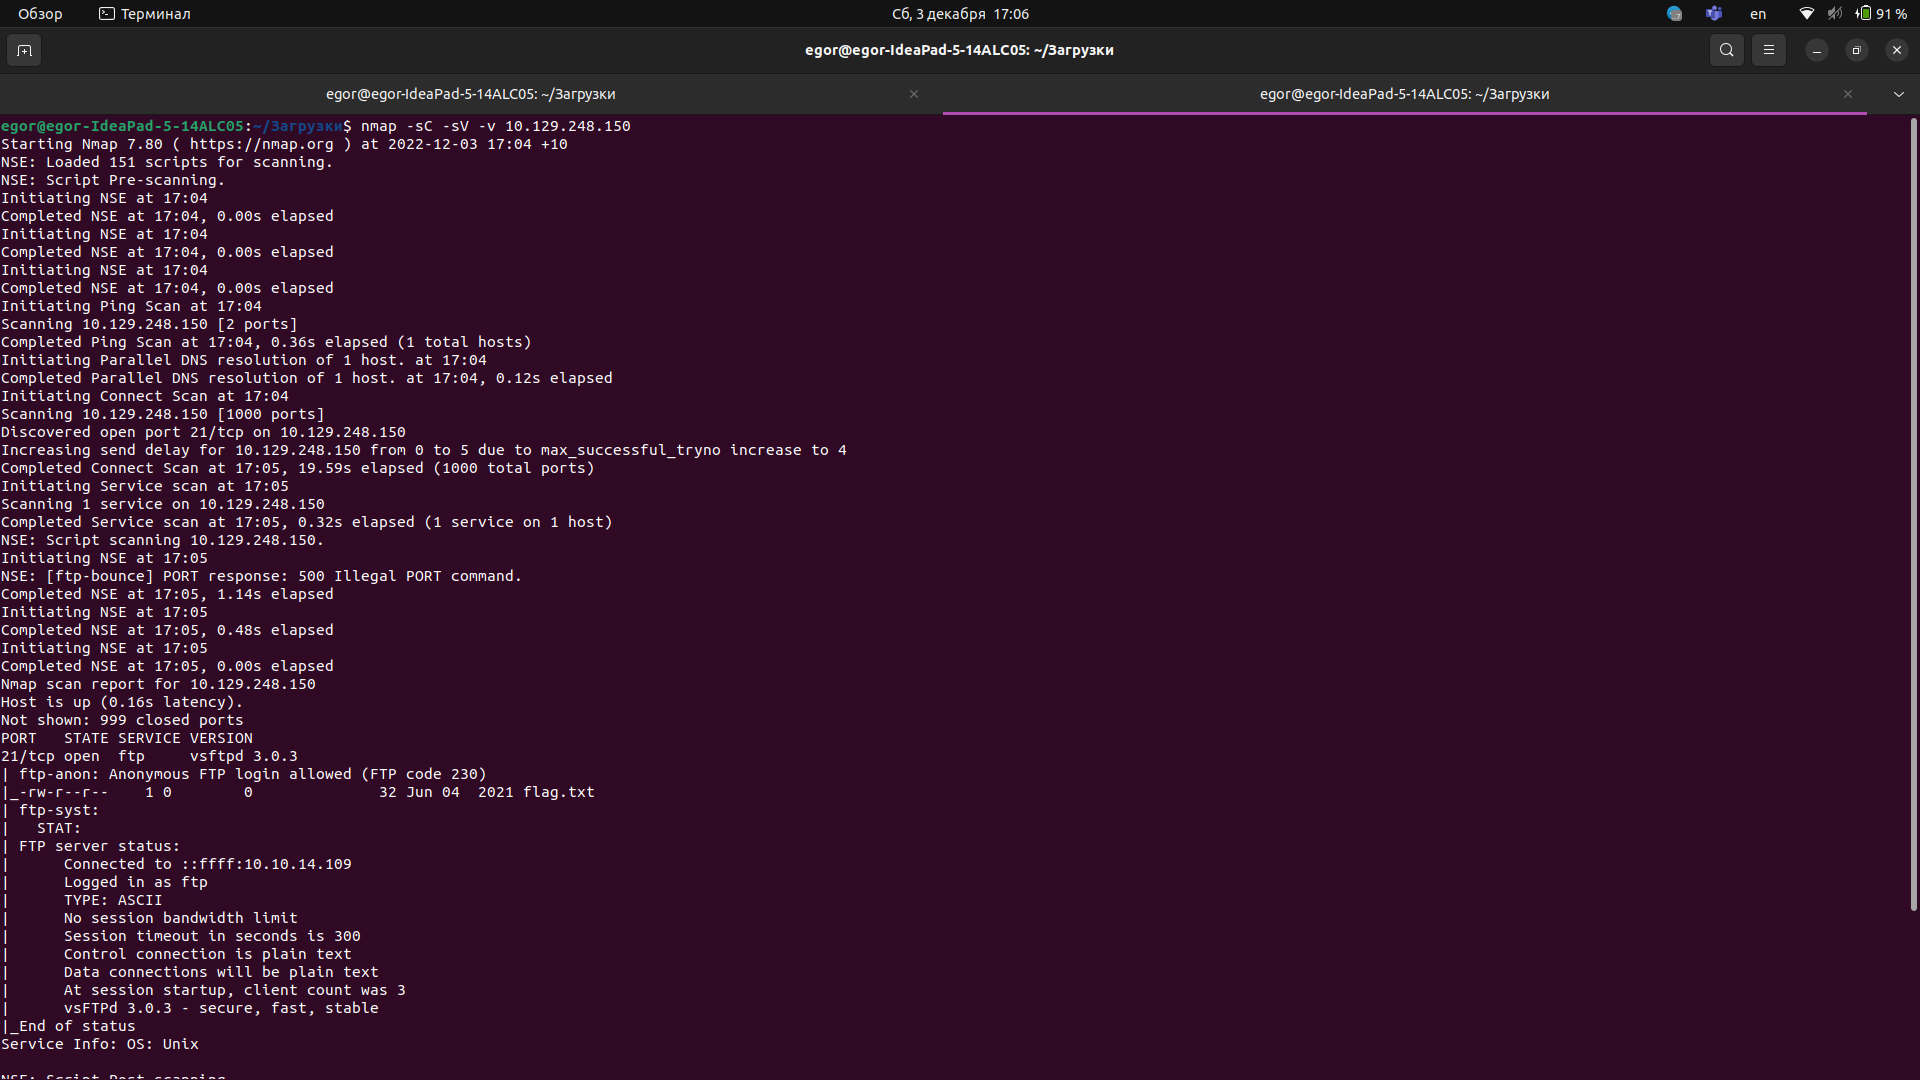 Обзор Терминал Сб, 3 декабря 17:06 en 91 %
egor@egor-IdeaPad-5-14ALC05: ~/Загрузки
egor@egor-IdeaPad-5-14ALC05: ~/Загрузки egor@egor-IdeaPad-5-14ALC05: ~/Загрузки
egor@egor-IdeaPad-5-14ALC05:~/Загрузки$ nmap -sC -sV -v 10.129.248.150
Starting Nmap 7.80 ( https://nmap.org ) at 2022-12-03 17:04 +10
NSE: Loaded 151 scripts for scanning.
NSE: Script Pre-scanning.
Initiating NSE at 17:04
Completed NSE at 17:04, 0.00s elapsed
Initiating NSE at 17:04
Completed NSE at 17:04, 0.00s elapsed
Initiating NSE at 17:04
Completed NSE at 17:04, 0.00s elapsed
Initiating Ping Scan at 17:04
Scanning 10.129.248.150 [2 ports]
Completed Ping Scan at 17:04, 0.36s elapsed (1 total hosts)
Initiating Parallel DNS resolution of 1 host. at 17:04
Completed Parallel DNS resolution of 1 host. at 17:04, 0.12s elapsed
Initiating Connect Scan at 17:04
Scanning 10.129.248.150 [1000 ports]
Discovered open port 21/tcp on 10.129.248.150
Increasing send delay for 10.129.248.150 from 0 to 5 due to max_successful_tryno increase to 4
Completed Connect Scan at 17:05, 19.59s elapsed (1000 total ports)
Initiating Service scan at 17:05
Scanning 1 service on 10.129.248.150
Completed Service scan at 17:05, 0.32s elapsed (1 service on 1 host)
NSE: Script scanning 10.129.248.150.
Initiating NSE at 17:05
NSE: [ftp-bounce] PORT response: 500 Illegal PORT command.
Completed NSE at 17:05, 1.14s elapsed
Initiating NSE at 17:05
Completed NSE at 17:05, 0.48s elapsed
Initiating NSE at 17:05
Completed NSE at 17:05, 0.00s elapsed
Nmap scan report for 10.129.248.150
Host is up (0.16s latency).
Not shown: 999 closed ports
PORT   STATE SERVICE VERSION
21/tcp open  ftp     vsftpd 3.0.3
| ftp-anon: Anonymous FTP login allowed (FTP code 230)
|_-rw-r--r--    1 0        0              32 Jun 04  2021 flag.txt
| ftp-syst:
|   STAT:
| FTP server status:
|      Connected to ::ffff:10.10.14.109
|      Logged in as ftp
|      TYPE: ASCII
|      No session bandwidth limit
|      Session timeout in seconds is 300
|      Control connection is plain text
|      Data connections will be plain text
|      At session startup, client count was 3
|      vsFTPd 3.0.3 - secure, fast, stable
|_End of status
Service Info: OS: Unix
NSE: Script Post-scanning.